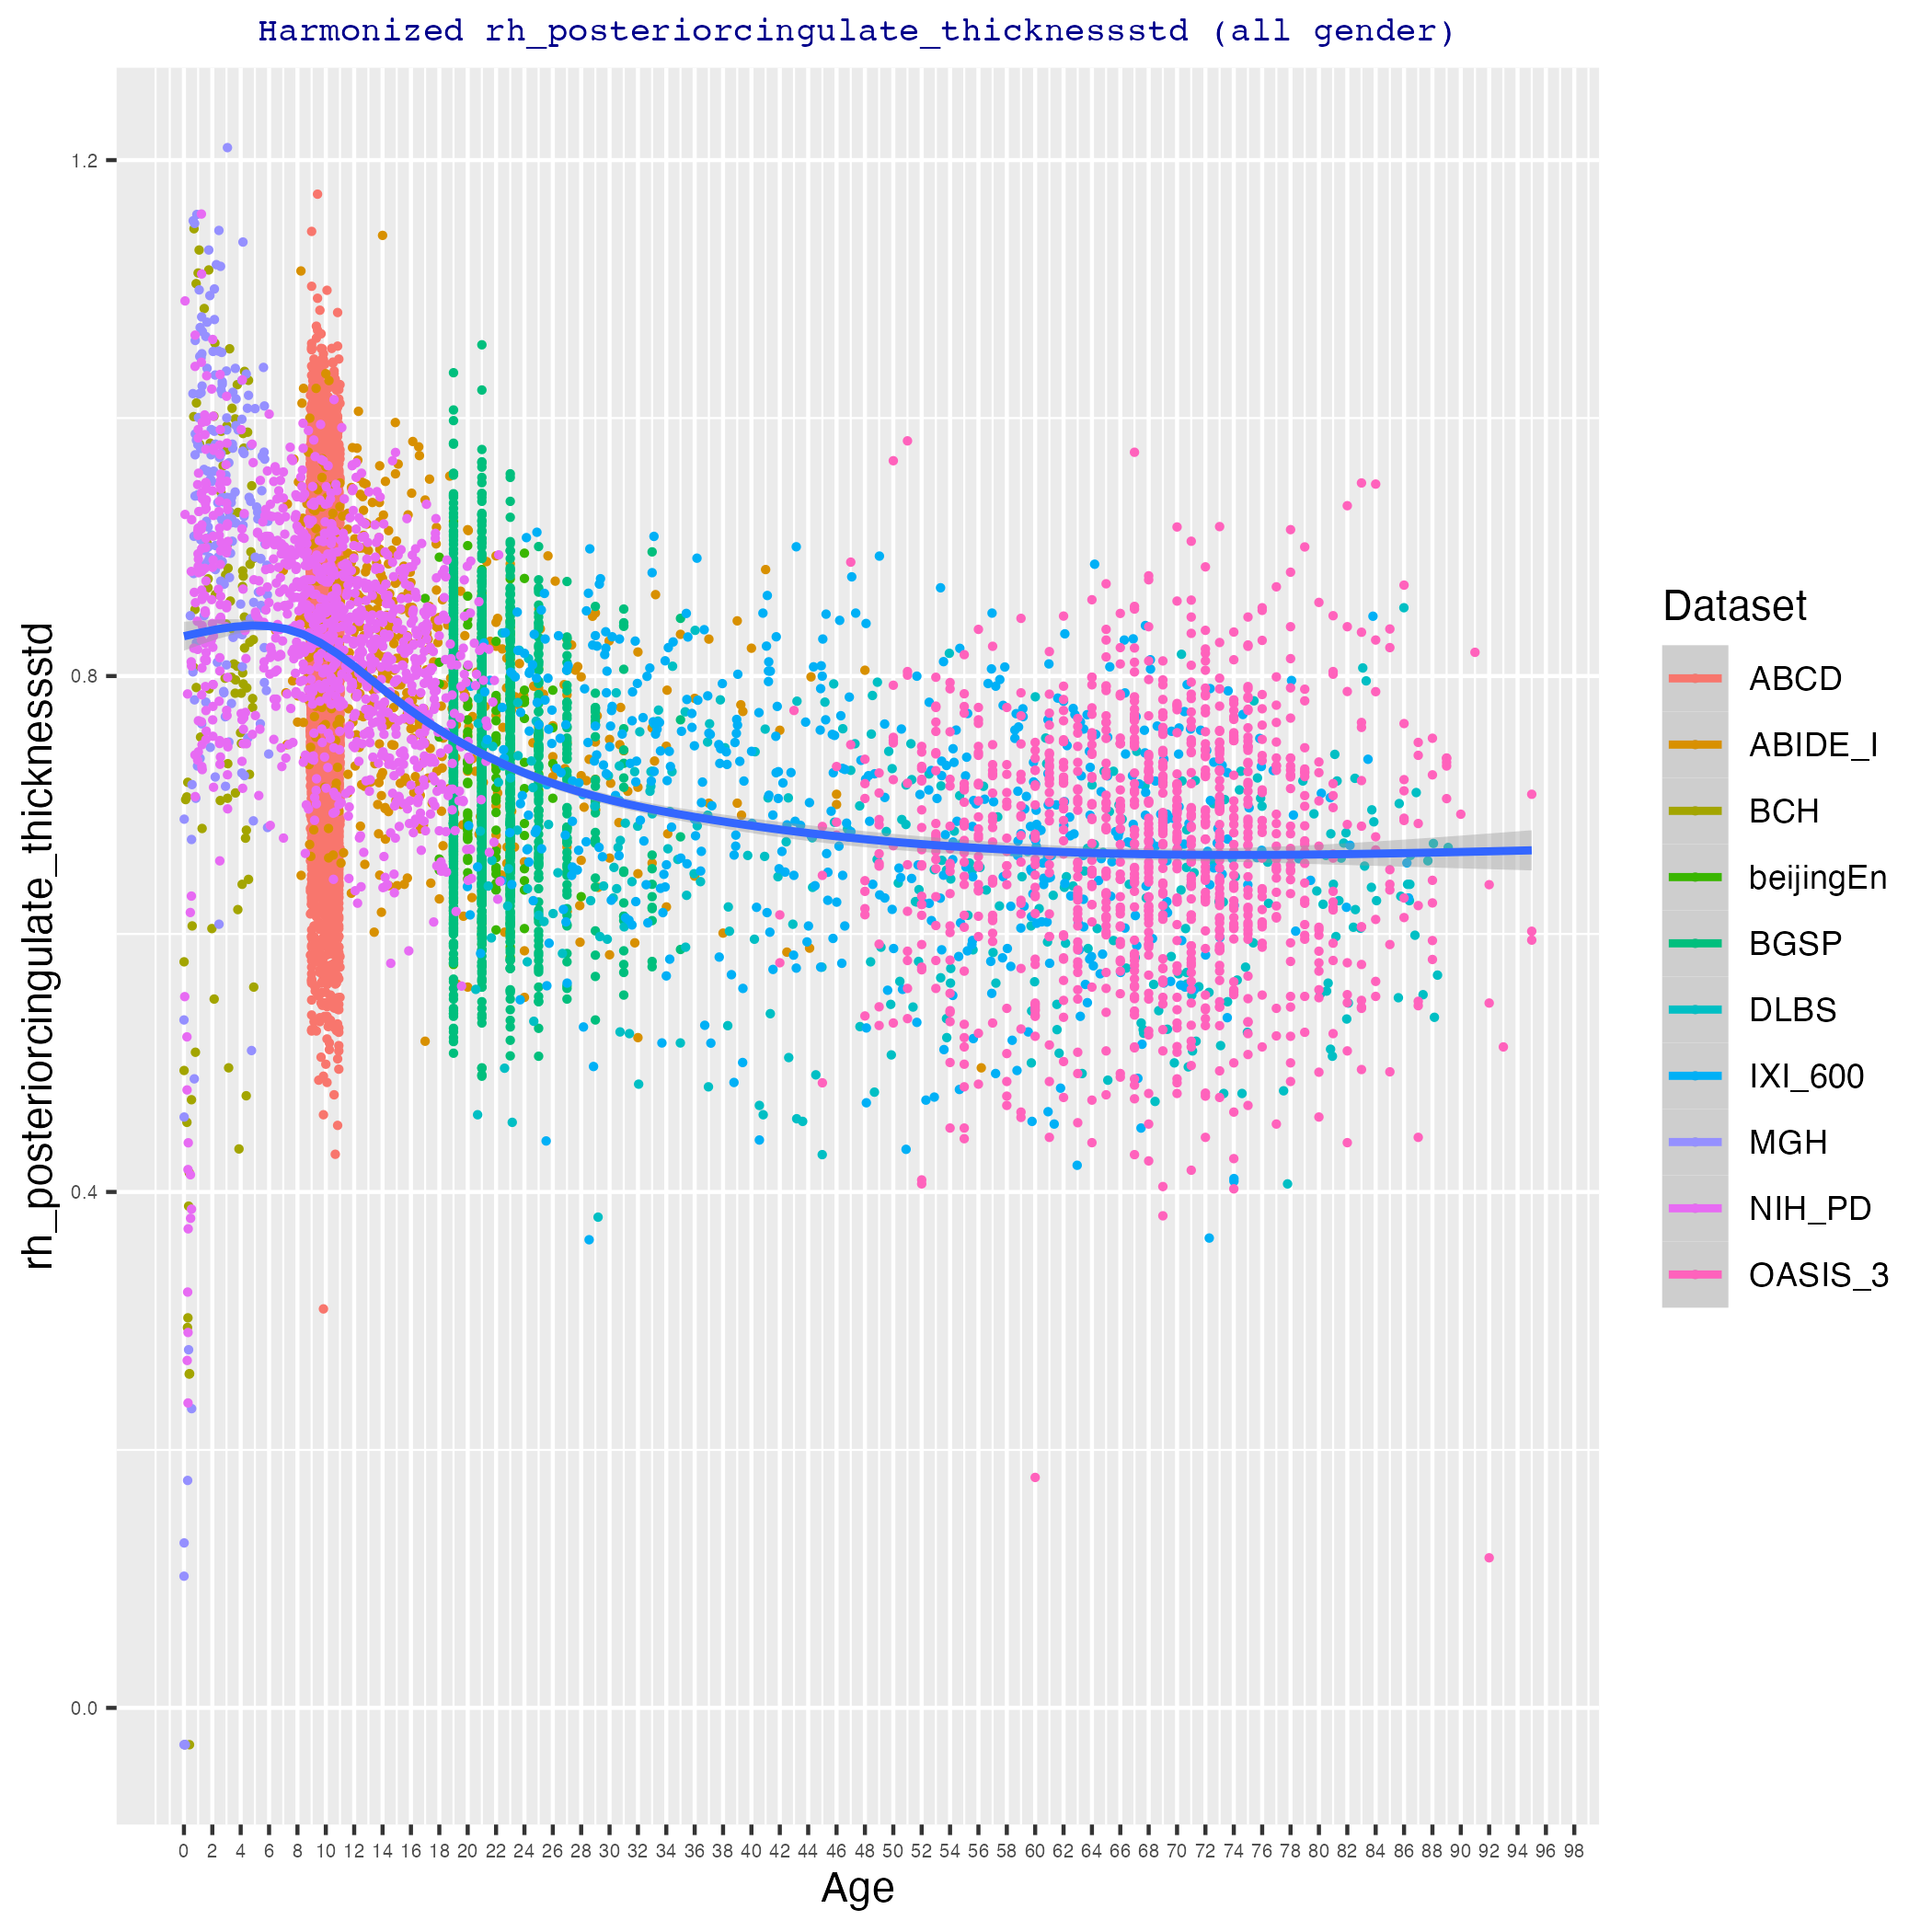 Harmonized rh_posteriorcingulate_thicknessstd (all gender)
rh_posteriorcingulate_thicknessstd
1.2
0.8
0.4
0.0
0 2 4 6 8 10 12 14 16 18 20 22 24 26 28 30 32 34 36 38 40 42 44 46 48 50 52 54 56 58 60 62 64 66 68 70 72 74 76 78 80 82 84 86 88 90 92 94 96 98
Age
Dataset
ABCD
ABIDE_I
BCH
beijingEn
BGSP
DLBS
IXI_600
MGH
NIH_PD
OASIS_3